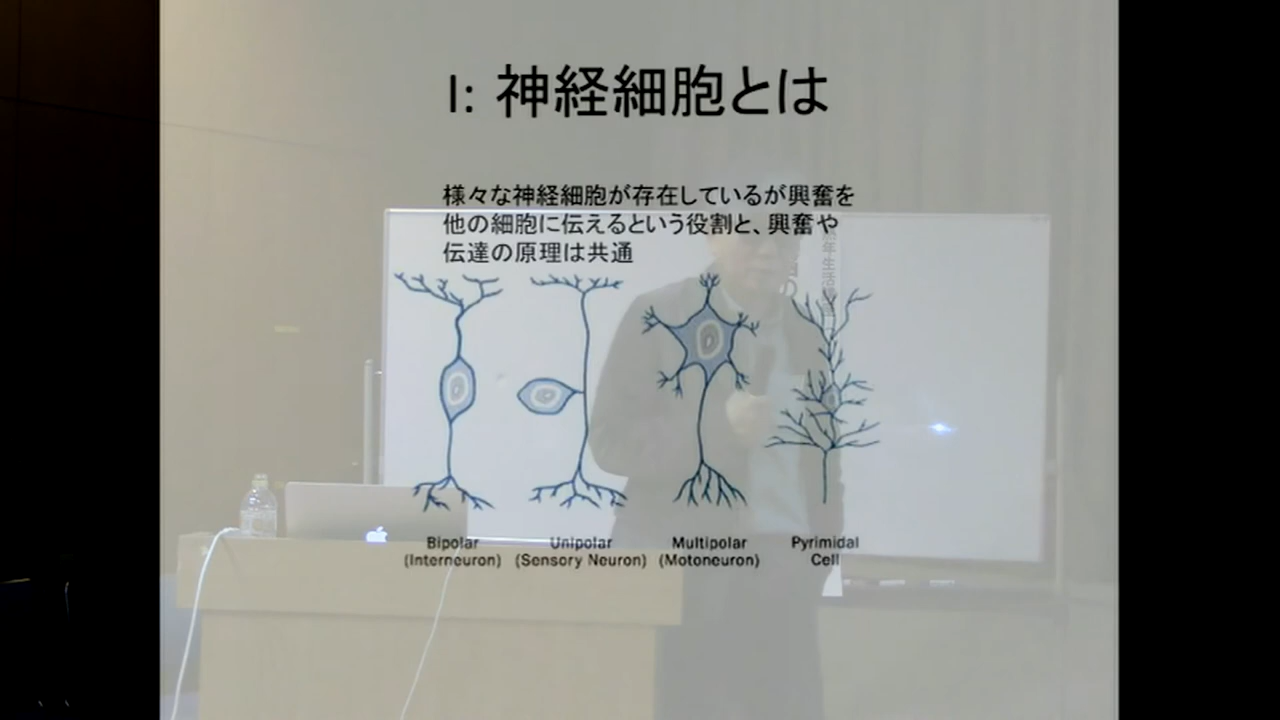 I: 神経細胞とは
様々な神経細胞が存在しているが興奮を
他の細胞に伝えるという役割と、興奮や
伝達の原理は共通
Bipolar
(Interneuron)
Unipolar
(Sensory Neuron)
Multipolar
(Motoneuron)
Pyrimidal
Cell